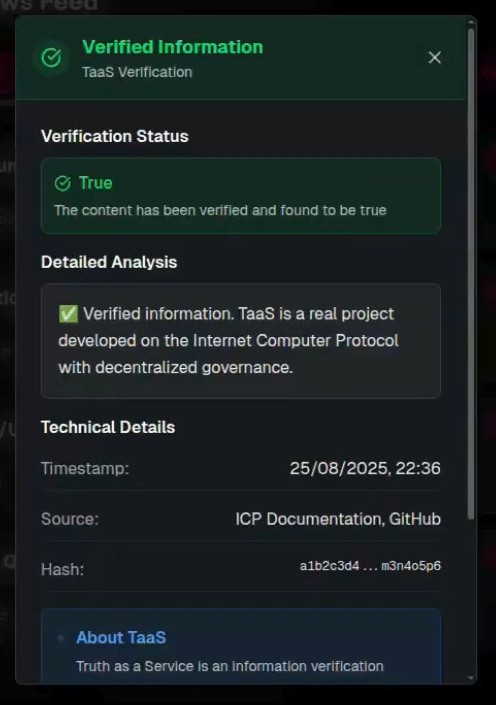 ws Feed
Verified Information
TaaS Verification
Verification Status
True
The content has been verified and found to be true
Detailed Analysis
✅ Verified information. TaaS is a real project
developed on the Internet Computer Protocol
with decentralized governance.
Technical Details
Timestamp: 25/08/2025, 22:36
Source: ICP Documentation, GitHub
Hash: a1b2c3d4 ... m3n4o5p6
About TaaS
Truth as a Service is an information verification